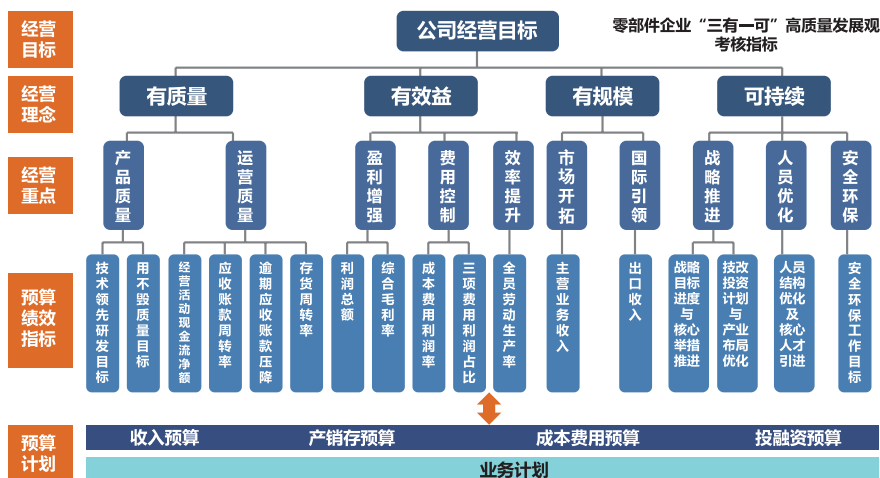 零部件企业“三有一可”高质量发展观
考核指标
经营
目标
公司经营目标
经营
理念
有质量
有效益
有规模
可持续
经营
重点
产品质量
运营质量
盈利增强
费用控制
效率提升
市场开拓
国际引领
战略推进
人员优化
安全环保
预算
绩效
指标
技术领先研发目标
用不毁质量目标
经营活动现金流净额
应收账款周转率
逾期应收账款压降
存货周转率
利润总额
综合毛利率
成本费用利润率
三项费用利润占比
全员劳动生产率
主营业务收入
出口收入
战略
目标
进度
与
核心
举措
推进
技改
投资
计划
与
产业
布局
优化
人员
结构
优化
及
核心
人才
引进
安全环保工作目标
预算
计划
收入预算
产销存预算
成本费用预算
投融资预算
业务计划